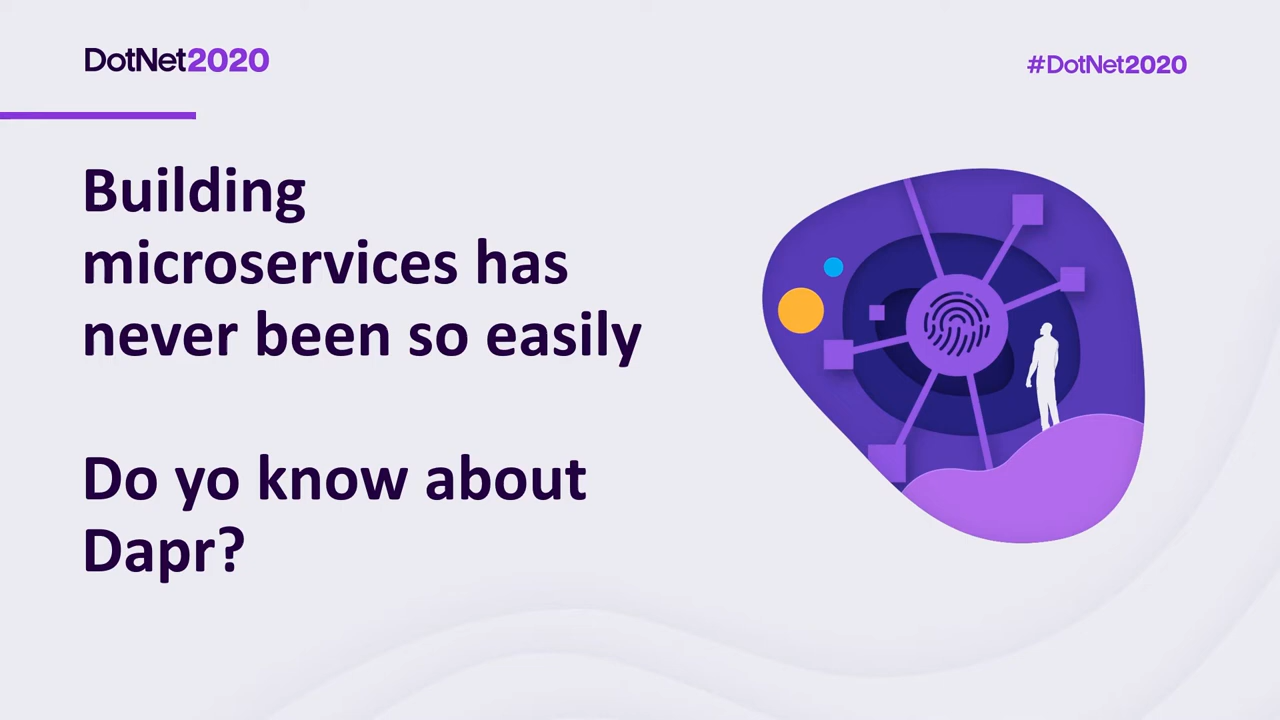 DotNet2020
#DotNet2020
Building
microservices has
never been so easily
Do yo know about
Dapr?